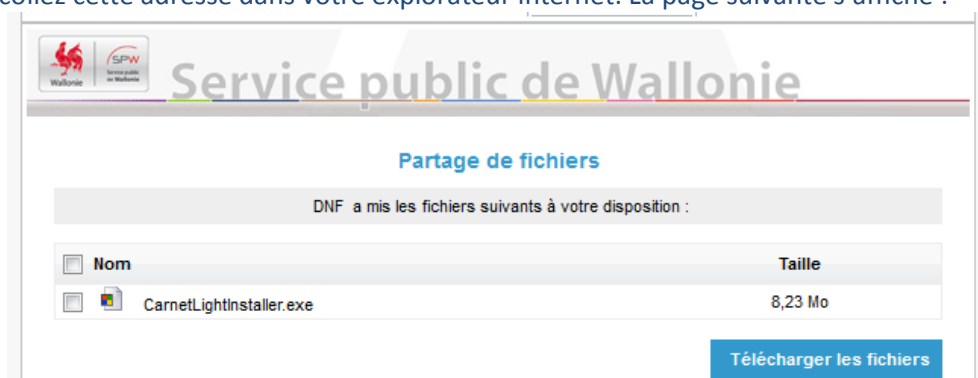 collez cette adresse dans votre explorateur internet. La page suivante s'affiche :
Wallonie
SPW
Service public
de Wallonie
Service public de Wallonie
Partage de fichiers
DNF a mis les fichiers suivants à votre disposition :
Nom Taille
CarnetLightInstaller.exe 8,23 Mo
Télécharger les fichiers